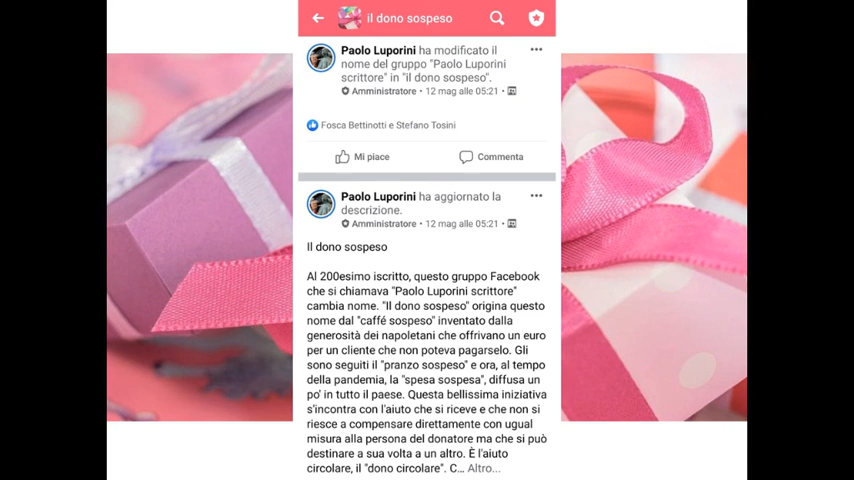 il dono sospeso
Paolo Luporini ha modificato il
nome del gruppo "Paolo Luporini
scrittore" in "il dono sospeso".
Amministratore • 12 mag alle 05:21 •
Fosca Bettinotti e Stefano Tosini
Mi piace
Commenta
Paolo Luporini ha aggiornato la
descrizione.
Amministratore • 12 mag alle 05:21 •
Il dono sospeso
Al 200esimo iscritto, questo gruppo Facebook
che si chiamava "Paolo Luporini scrittore"
cambia nome. "Il dono sospeso" origina questo
nome dal "caffé sospeso" inventato dalla
generosità dei napoletani che offrivano un euro
per un cliente che non poteva pagarselo. Gli
sono seguiti il "pranzo sospeso" e ora, al tempo
della pandemia, la "spesa sospesa", diffusa un
po' in tutto il paese. Questa bellissima iniziativa
s'incontra con l'aiuto che si riceve e che non si
riesce a compensare direttamente con ugual
misura alla persona del donatore ma che si può
destinare a sua volta a un altro. È l'aiuto
circolare, il "dono circolare". C... Altro...